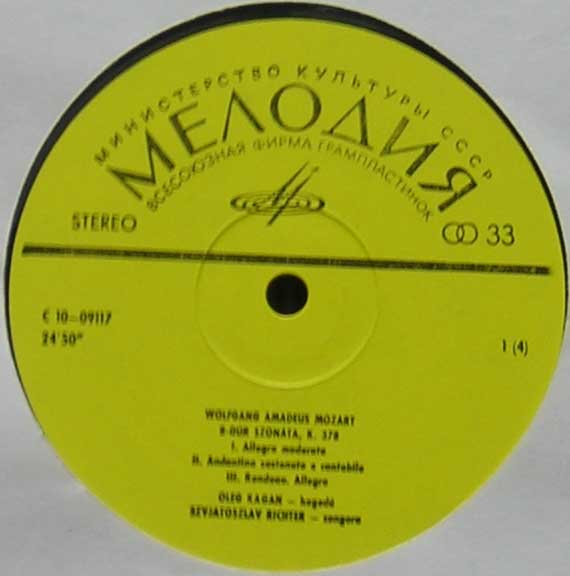 МИНИСТЕРСТВО КУЛЬТУРЫ СССР
МЕЛОДИЯ
ВСЕСОЮЗНАЯ ФИРМА ГРАМПЛАСТИНОК
STEREO
33
C 10—09117
24'50"
1 (4)
WOLFGANG AMADEUS MOZART
B-DUR SZONÁTA, K. 378
I. Allegro moderato
II. Andantino sostenuto e cantabile
III. Rondeau. Allegro
OLEG KAGAN — hegedű
SZVJATOSZLAV RICHTER — zongora